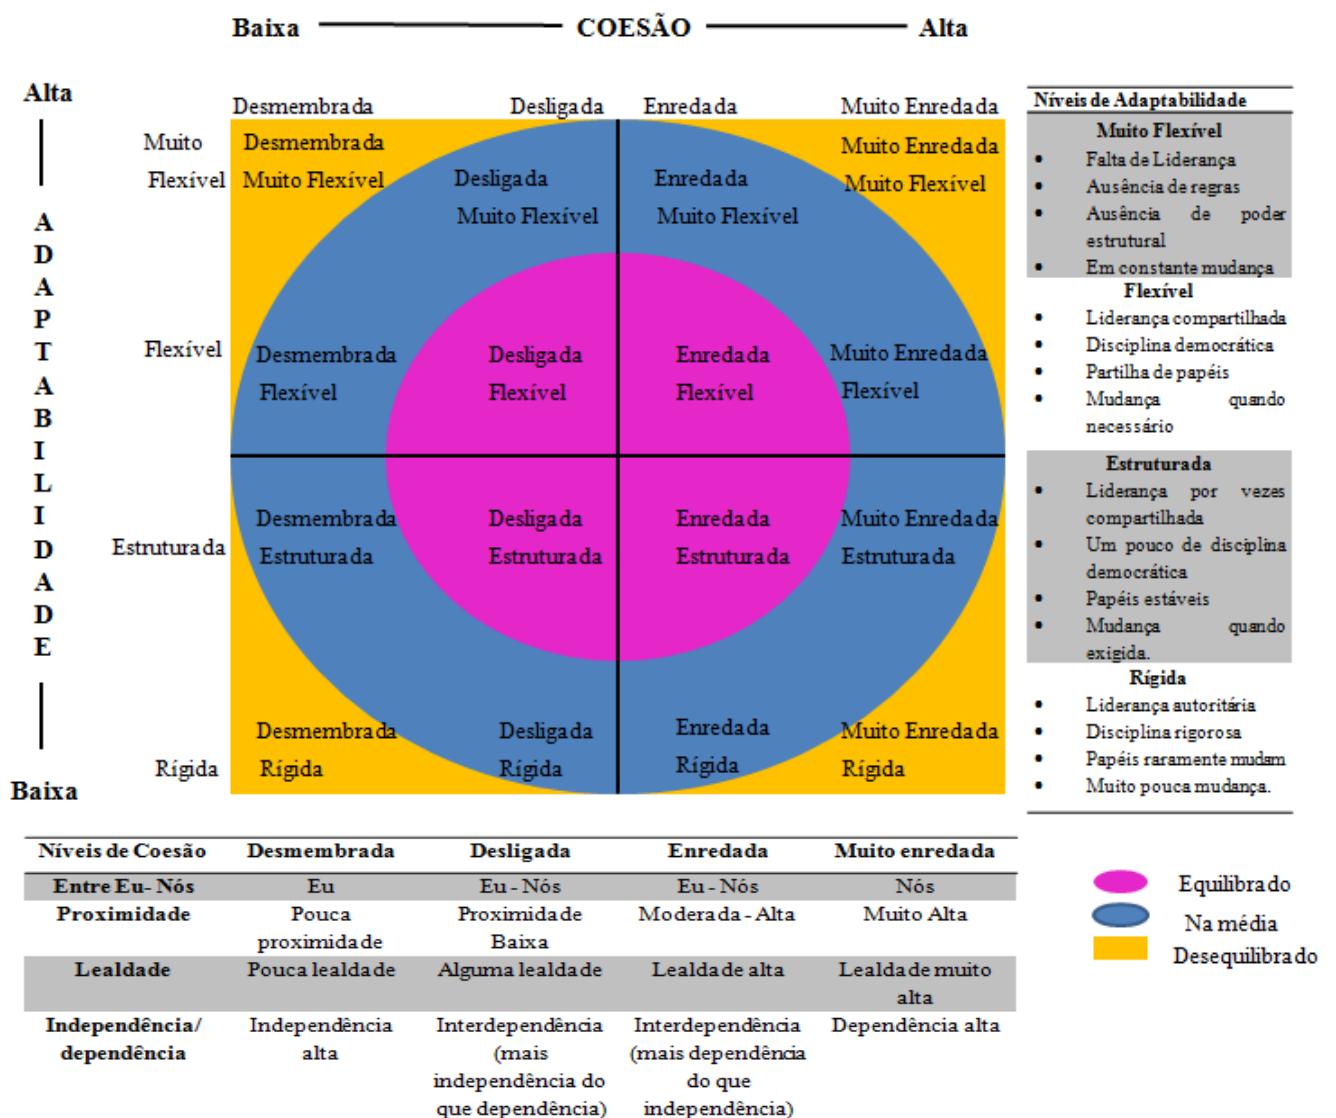 Baixa COESÃO Alta
Alta
Desmembrada Desligada Enredada Muito Enredada
Muito
Flexível
Desmembrada
Muito Flexível
Desligada
Muito Flexível
Enredada
Muito Flexível
Muito Enredada
Muito Flexível
A
D
A
P
T
A
B
I
L
I
D
A
D
E
Flexível
Desmembrada
Flexível
Desligada
Flexível
Enredada
Flexível
Muito Enredada
Flexível
Estruturada
Desmembrada
Estruturada
Desligada
Estruturada
Enredada
Estruturada
Muito Enredada
Estruturada
Rígida
Desmembrada
Rígida
Desligada
Rígida
Enredada
Rígida
Muito Enredada
Rígida
Baixa
Níveis de Adaptabilidade
Muito Flexível
• Falta de Liderança
• Ausência de regras
• Ausência de poder
estrutural
• Em constante mudança
Flexível
• Liderança compartilhada
• Disciplina democrática
• Partilha de papéis
• Mudança quando
necessário
Estruturada
• Liderança por vezes
compartilhada
• Um pouco de disciplina
democrática
• Papéis estáveis
• Mudança quando
exigida.
Rígida
• Liderança autoritária
• Disciplina rigorosa
• Papéis raramente mudam
• Muito pouca mudança.
Níveis de Coesão Desmembrada Desligada Enredada Muito enredada
Entre Eu- Nós Eu Eu - Nós Eu - Nós Nós
Proximidade Pouca Proximidade Moderada - Alta Muito Alta
proximidade Baixa
Lealdade Pouca lealdade Alguma lealdade Lealdade alta Lealdade muito
alta
Independência/ Independência Interdependência Interdependência Dependência alta
dependência alta (mais (mais dependência
independência do do que
que dependência) independência)
Equilibrado
Na média
Desequilibrado